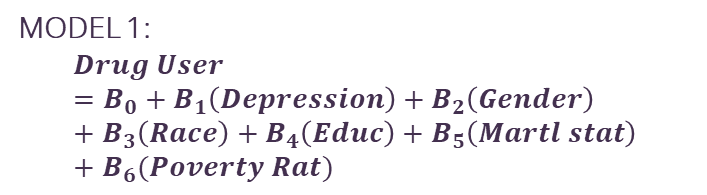 MODEL 1:
Drug User
= B₀ + B₁(Depression) + B₂(Gender)
+ B₃(Race) + B₄(Educ) + B₅(Martl stat)
+ B₆(Poverty Rat)